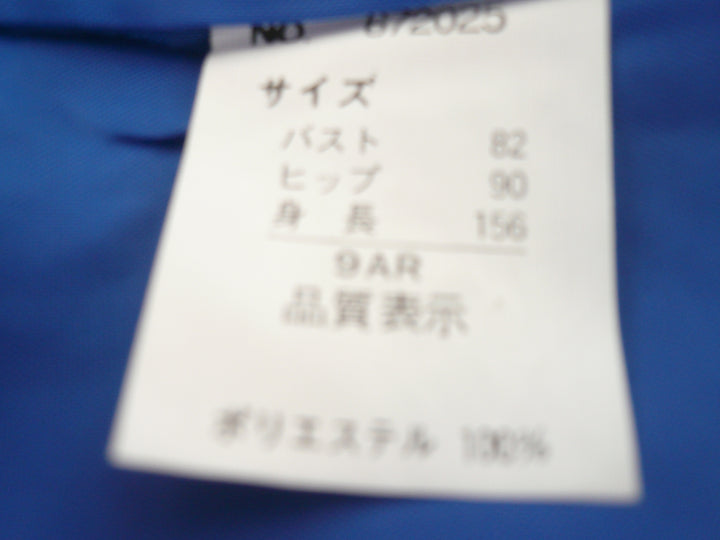 NO. 672025
サイズ
バスト 82
ヒップ 90
身 長 156
9AR
品質表示
ポリエステル 100%